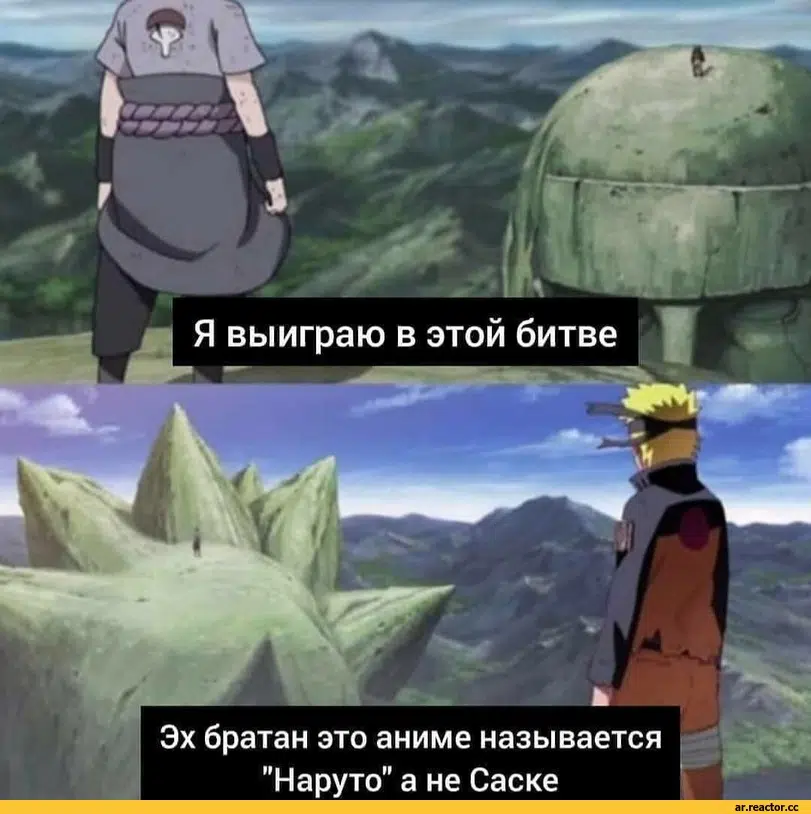 Я выиграю в этой битве
Эх братан это аниме называется
"Наруто" а не Саске
ar.reactor.cc